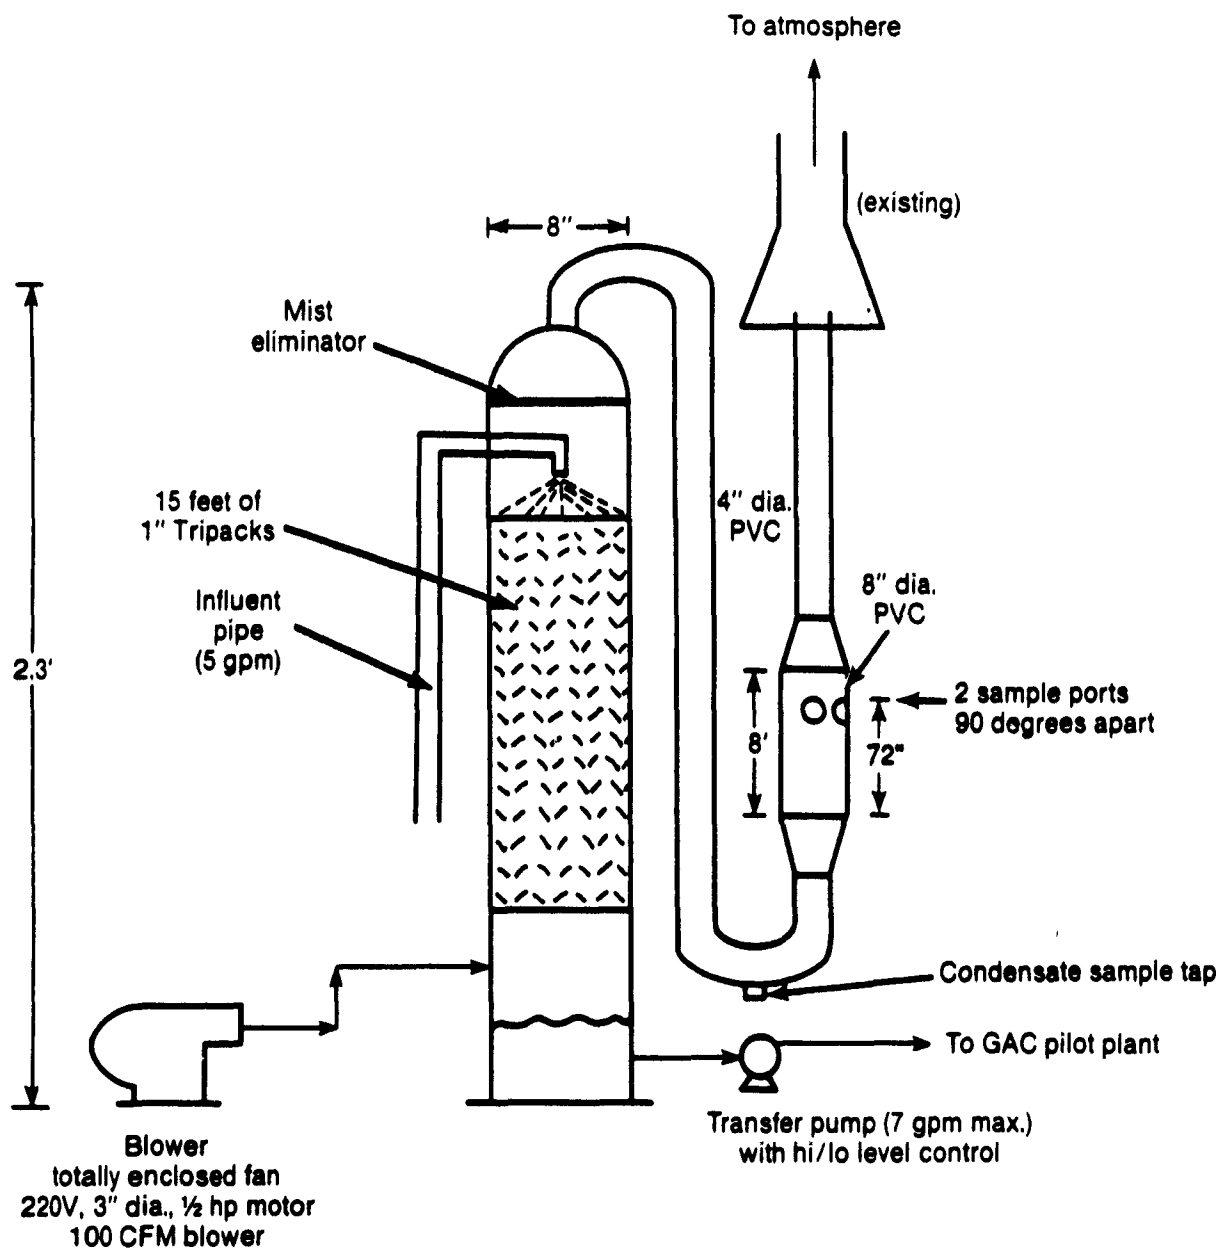 To atmosphere
(existing)
8"
Mist
eliminator
15 feet of
1" Tripacks
4" dia.
PVC
8" dia.
PVC
Influent
pipe
(5 gpm)
2.3'
2 sample ports
90 degrees apart
8'
72"
Condensate sample tap
To GAC pilot plant
Transfer pump (7 gpm max.)
with hi/lo level control
Blower
totally enclosed fan
220V, 3" dia., ½ hp motor
100 CFM blower